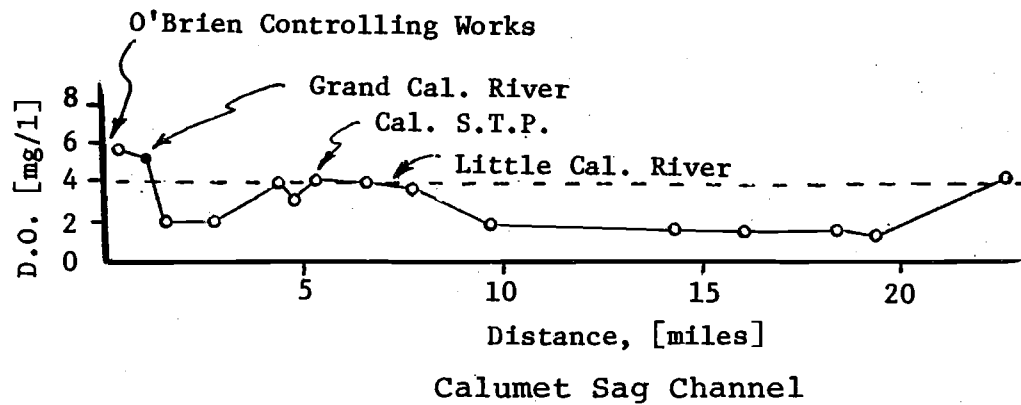 O'Brien Controlling Works
Grand Cal. River
Cal. S.T.P.
Little Cal. River
D.O. [mg/l]
8
6
4
2
0
5
10
15
20
Distance, [miles]
Calumet Sag Channel